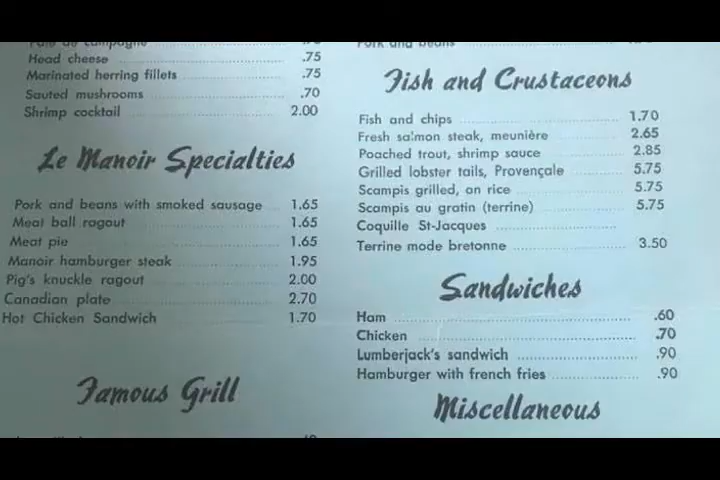 Head cheese .75
Marinated herring fillets .75
Sauted mushrooms .70
Shrimp cocktail 2.00
Le Manoir Specialties
Pork and beans with smoked sausage 1.65
Meat ball ragout 1.65
Meat pie 1.65
Manoir hamburger steak 1.95
Pig's knuckle ragout 2.00
Canadian plate 2.70
Hot Chicken Sandwich 1.70
Famous Grill
Pork and beans
Fish and Crustaceons
Fish and chips 1.70
Fresh salmon steak, meunière 2.65
Poached trout, shrimp sauce 2.85
Grilled lobster tails, Provençale 5.75
Scampis grilled, on rice 5.75
Scampis au gratin (terrine) 5.75
Coquille St-Jacques
Terrine mode bretonne 3.50
Sandwiches
Ham .60
Chicken .70
Lumberjack's sandwich .90
Hamburger with french fries .90
Miscellaneous